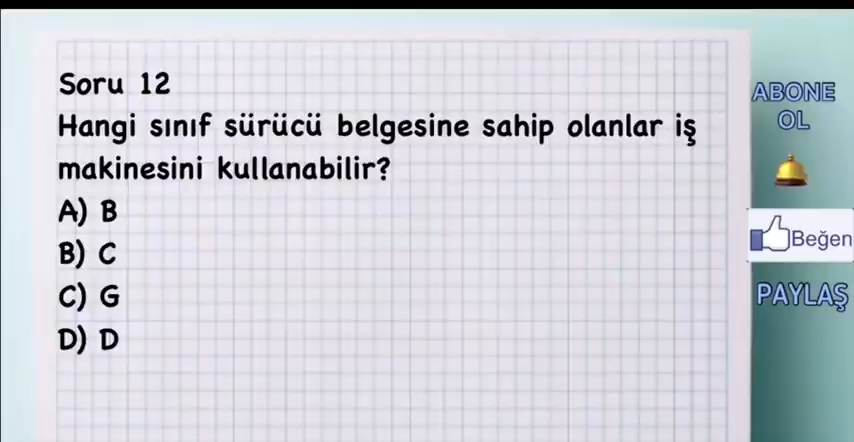 Soru 12
Hangi sınıf sürücü belgesine sahip olanlar iş
makinesini kullanabilir?
A) B
B) C
C) G
D) D
ABONE
OL
Beğen
PAYLAŞ